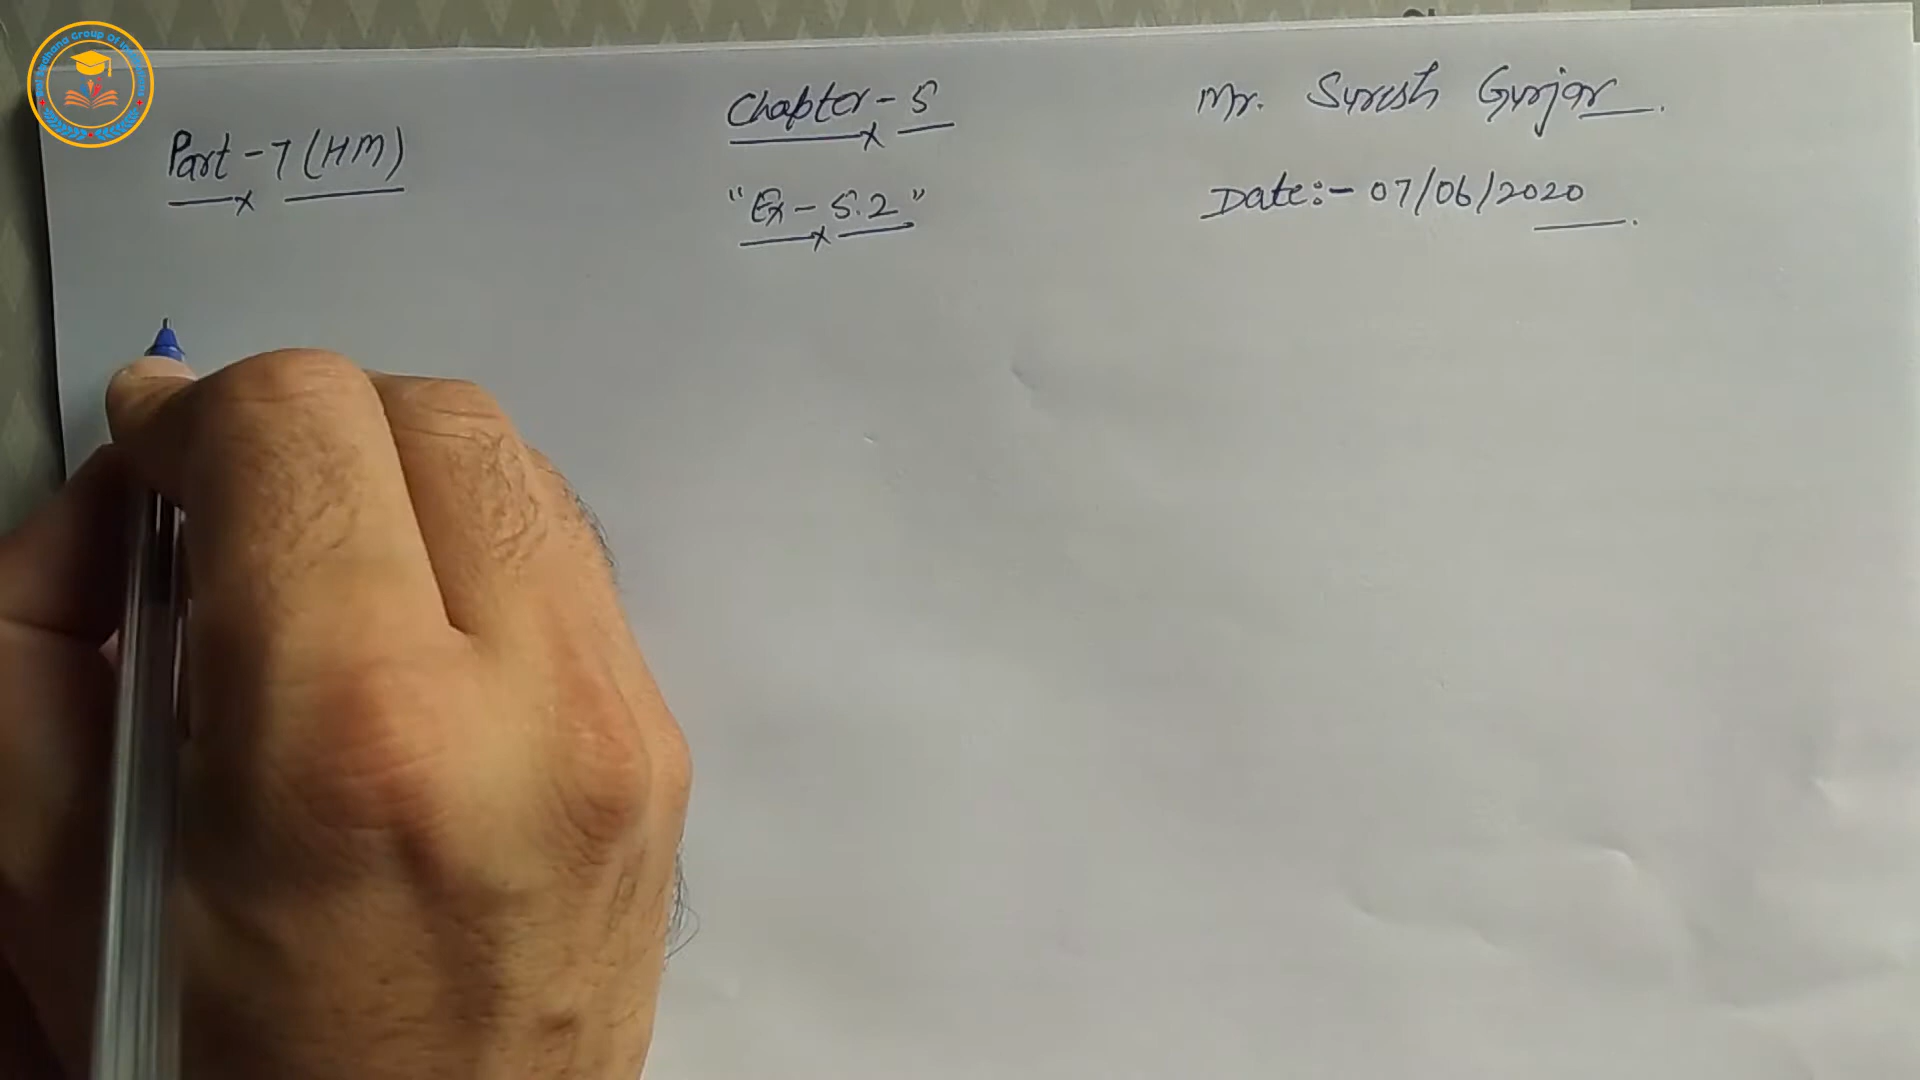 Part-7 (HM)
Chapter-5
"Ex-5.2"
Mr. Suresh Gurjar.
Date:- 07/06/2020.